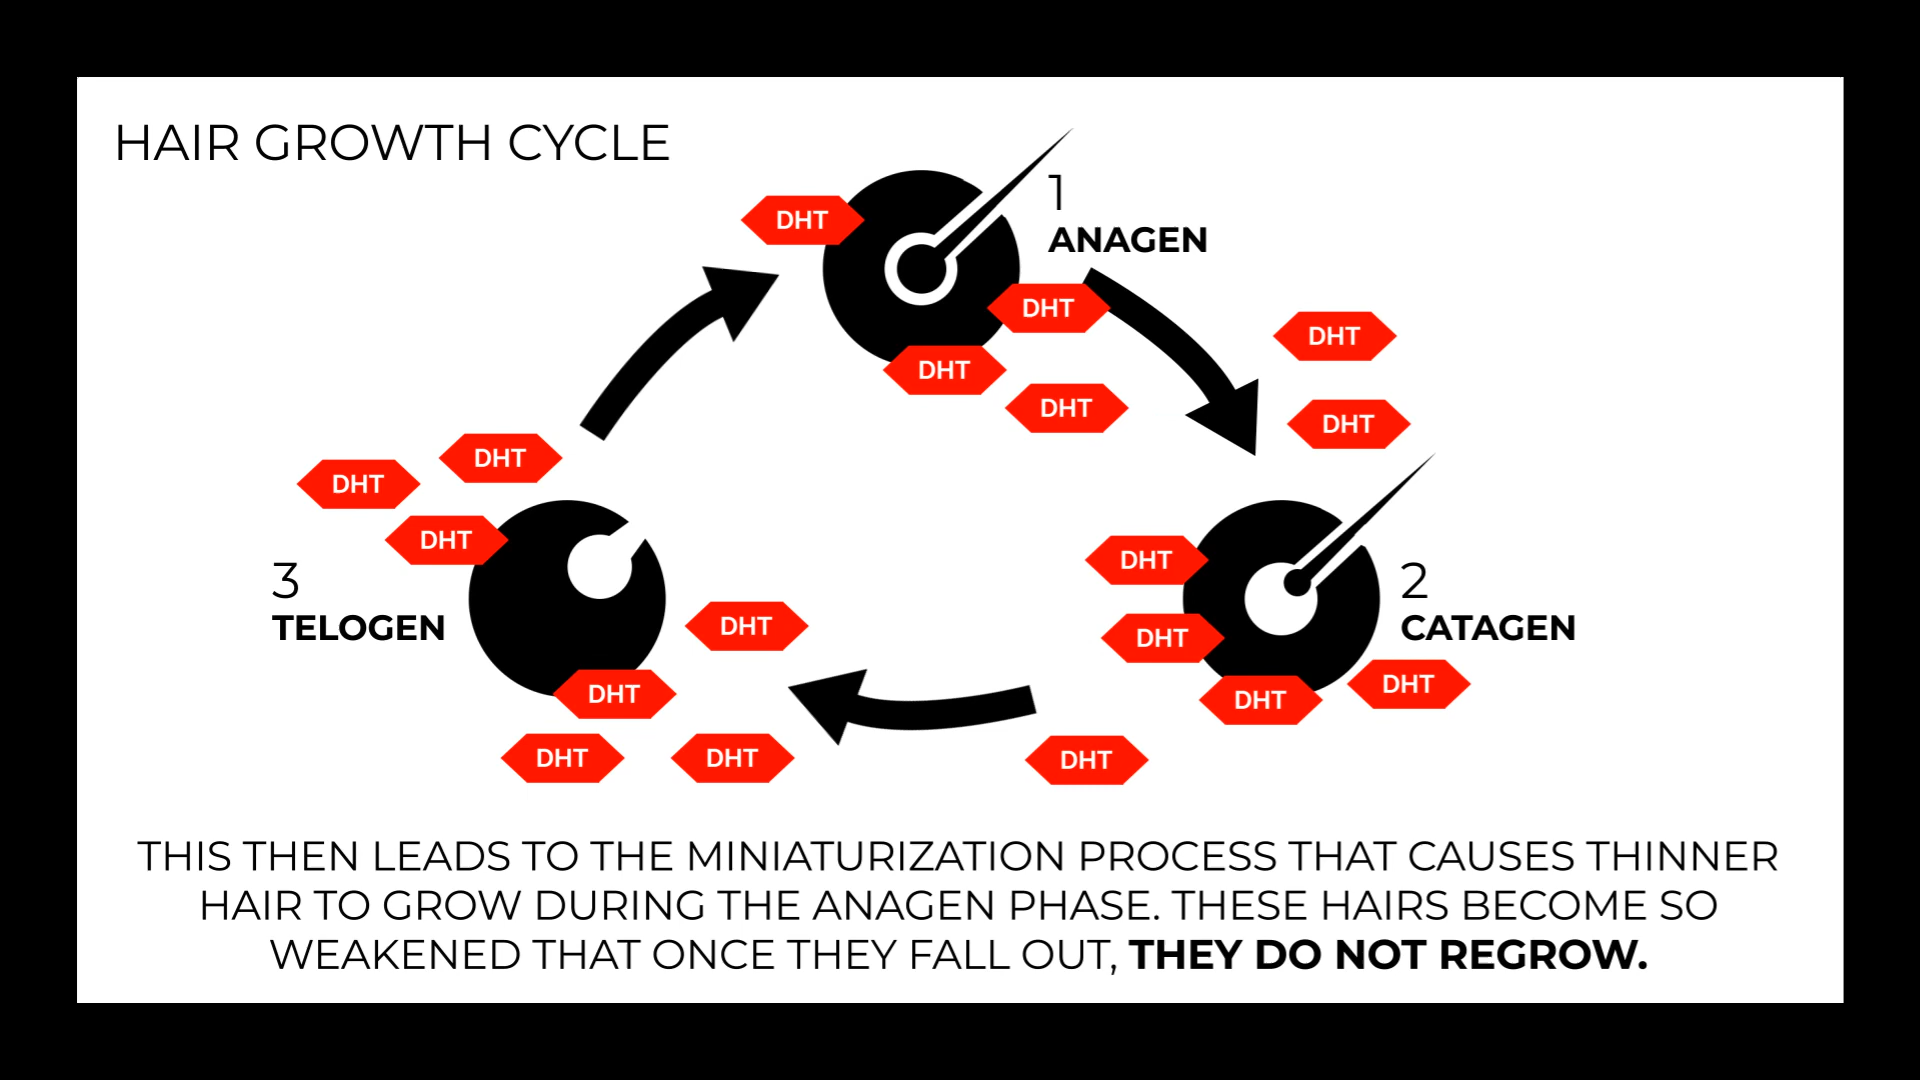 HAIR GROWTH CYCLE
1
ANAGEN
DHT
DHT
DHT
DHT
DHT
DHT
2
CATAGEN
DHT
DHT
DHT
DHT
DHT
3
TELOGEN
DHT
DHT
DHT
DHT
DHT
DHT
DHT
THIS THEN LEADS TO THE MINIATURIZATION PROCESS THAT CAUSES THINNER
HAIR TO GROW DURING THE ANAGEN PHASE. THESE HAIRS BECOME SO
WEAKENED THAT ONCE THEY FALL OUT, THEY DO NOT REGROW.